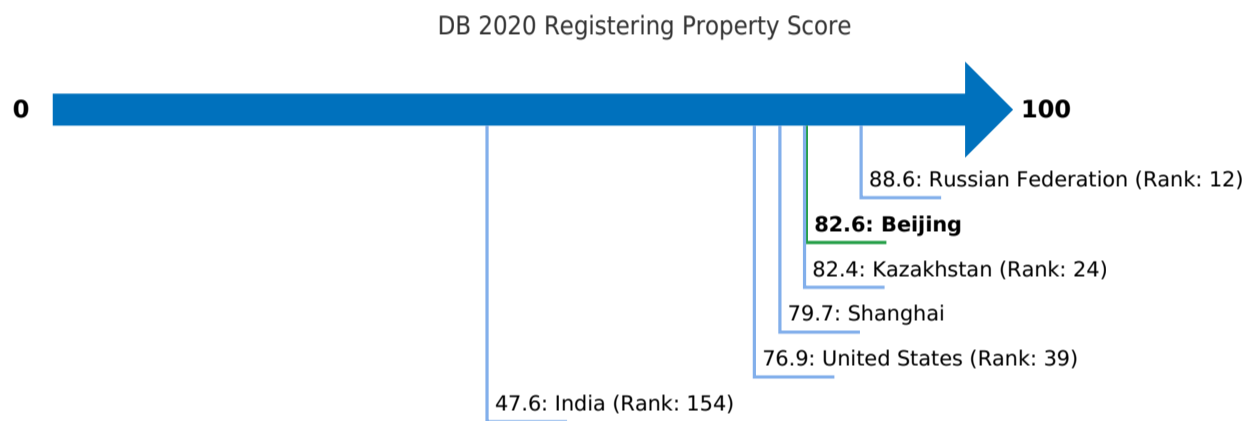 DB 2020 Registering Property Score
0
100
88.6: Russian Federation (Rank: 12)
82.6: Beijing
82.4: Kazakhstan (Rank: 24)
79.7: Shanghai
76.9: United States (Rank: 39)
47.6: India (Rank: 154)